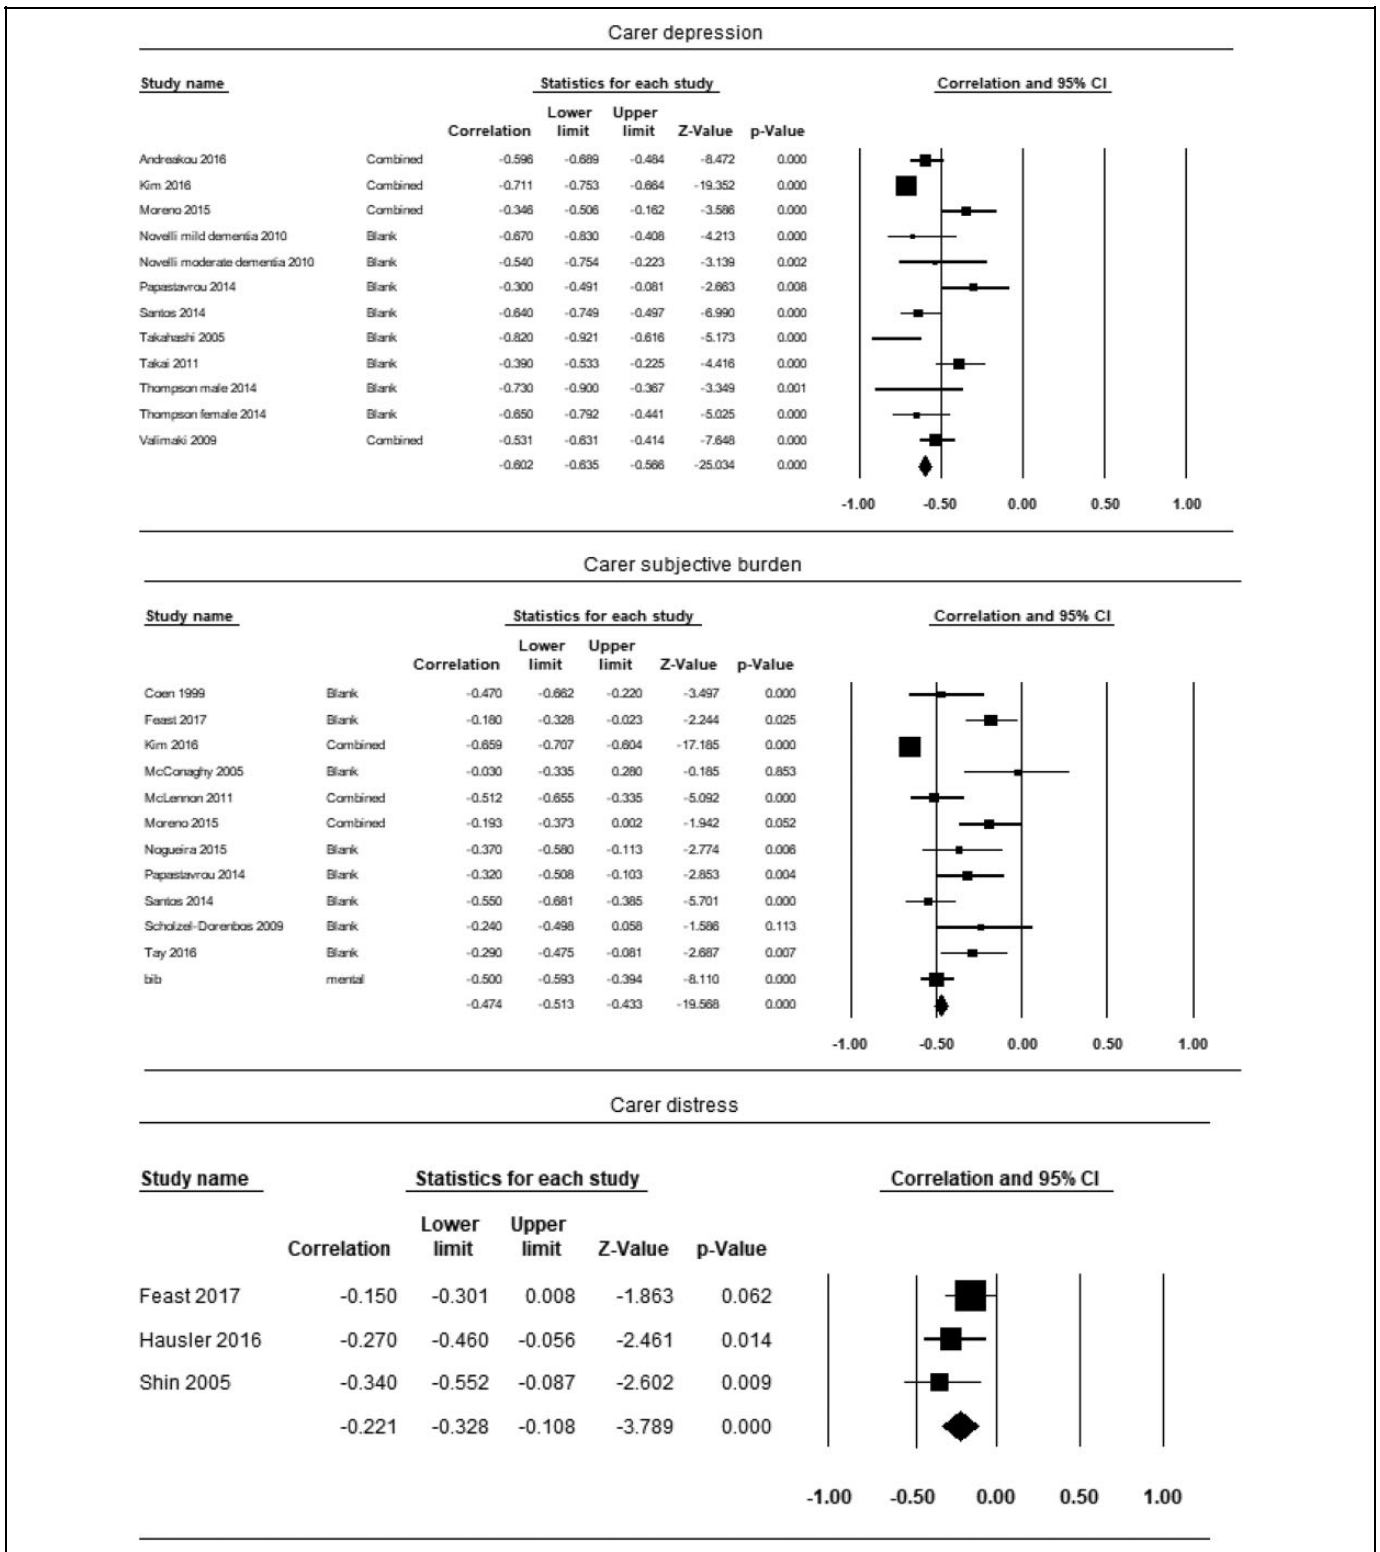 Carer depression
Study name Statistics for each study Correlation and 95% CI
Lower Upper
Correlation limit limit Z-Value p-Value
Andreakou 2016 Combined -0.596 -0.689 -0.484 -8.472 0.000
Kim 2016 Combined -0.711 -0.753 -0.664 -19.352 0.000
Moreno 2015 Combined -0.346 -0.506 -0.162 -3.586 0.000
Novelli mild dementia 2010 Blank -0.670 -0.830 -0.408 -4.213 0.000
Novelli moderate dementia 2010 Blank -0.540 -0.754 -0.223 -3.139 0.002
Papastavrou 2014 Blank -0.300 -0.491 -0.081 -2.663 0.008
Santos 2014 Blank -0.640 -0.749 -0.497 -6.990 0.000
Takahashi 2005 Blank -0.820 -0.921 -0.616 -5.173 0.000
Takai 2011 Blank -0.390 -0.533 -0.225 -4.416 0.000
Thompson male 2014 Blank -0.730 -0.900 -0.367 -3.349 0.001
Thompson female 2014 Blank -0.650 -0.792 -0.441 -5.025 0.000
Valimaki 2009 Combined -0.531 -0.631 -0.414 -7.648 0.000
-0.602 -0.635 -0.566 -25.034 0.000
-1.00 -0.50 0.00 0.50 1.00
Carer subjective burden
Study name Statistics for each study Correlation and 95% CI
Lower Upper
Correlation limit limit Z-Value p-Value
Coen 1999 Blank -0.470 -0.662 -0.220 -3.497 0.000
Feast 2017 Blank -0.180 -0.328 -0.023 -2.244 0.025
Kim 2016 Combined -0.659 -0.707 -0.604 -17.185 0.000
McConaghy 2005 Blank -0.030 -0.335 0.280 -0.185 0.853
McLennon 2011 Combined -0.512 -0.655 -0.335 -5.092 0.000
Moreno 2015 Combined -0.193 -0.373 0.002 -1.942 0.052
Nogueira 2015 Blank -0.370 -0.580 -0.113 -2.774 0.006
Papastavrou 2014 Blank -0.320 -0.508 -0.103 -2.853 0.004
Santos 2014 Blank -0.550 -0.681 -0.385 -5.701 0.000
Scholzel-Dorenbos 2009 Blank -0.240 -0.498 0.058 -1.586 0.113
Tay 2016 Blank -0.290 -0.475 -0.081 -2.687 0.007
bib mental -0.500 -0.593 -0.394 -8.110 0.000
-0.474 -0.513 -0.433 -19.568 0.000
-1.00 -0.50 0.00 0.50 1.00
Carer distress
Study name Statistics for each study Correlation and 95% CI
Lower Upper
Correlation limit limit Z-Value p-Value
Feast 2017 -0.150 -0.301 0.008 -1.863 0.062
Hausler 2016 -0.270 -0.460 -0.056 -2.461 0.014
Shin 2005 -0.340 -0.552 -0.087 -2.602 0.009
-0.221 -0.328 -0.108 -3.789 0.000
-1.00 -0.50 0.00 0.50 1.00